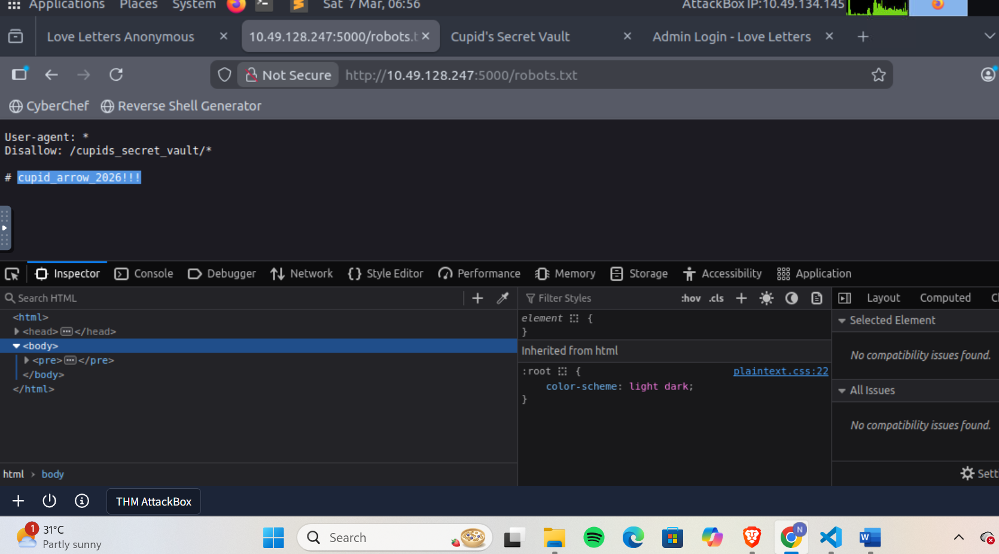 Applications Places System Sat 7 Mar, 06:56 AttackBox IP:10.49.134.145
Love Letters Anonymous 10.49.128.247:5000/robots.t Cupid's Secret Vault Admin Login - Love Letters
Not Secure http://10.49.128.247:5000/robots.txt
CyberChef Reverse Shell Generator
User-agent: *
Disallow: /cupids_secret_vault/*
# cupid_arrow_2026!!!
Inspector Console Debugger Network Style Editor Performance Memory Storage Accessibility Application
Search HTML Filter Styles :hov .cls Layout Computed
<html>
<head> </head>
<body>
<pre> </pre>
</body>
</html>
element {
}
Inherited from html
:root { plaintext.css:22
color-scheme: light dark;
}
Selected Element
No compatibility issues found.
All Issues
No compatibility issues found.
html › body Sett
THM AttackBox
1 31°C
Partly sunny
Search
N